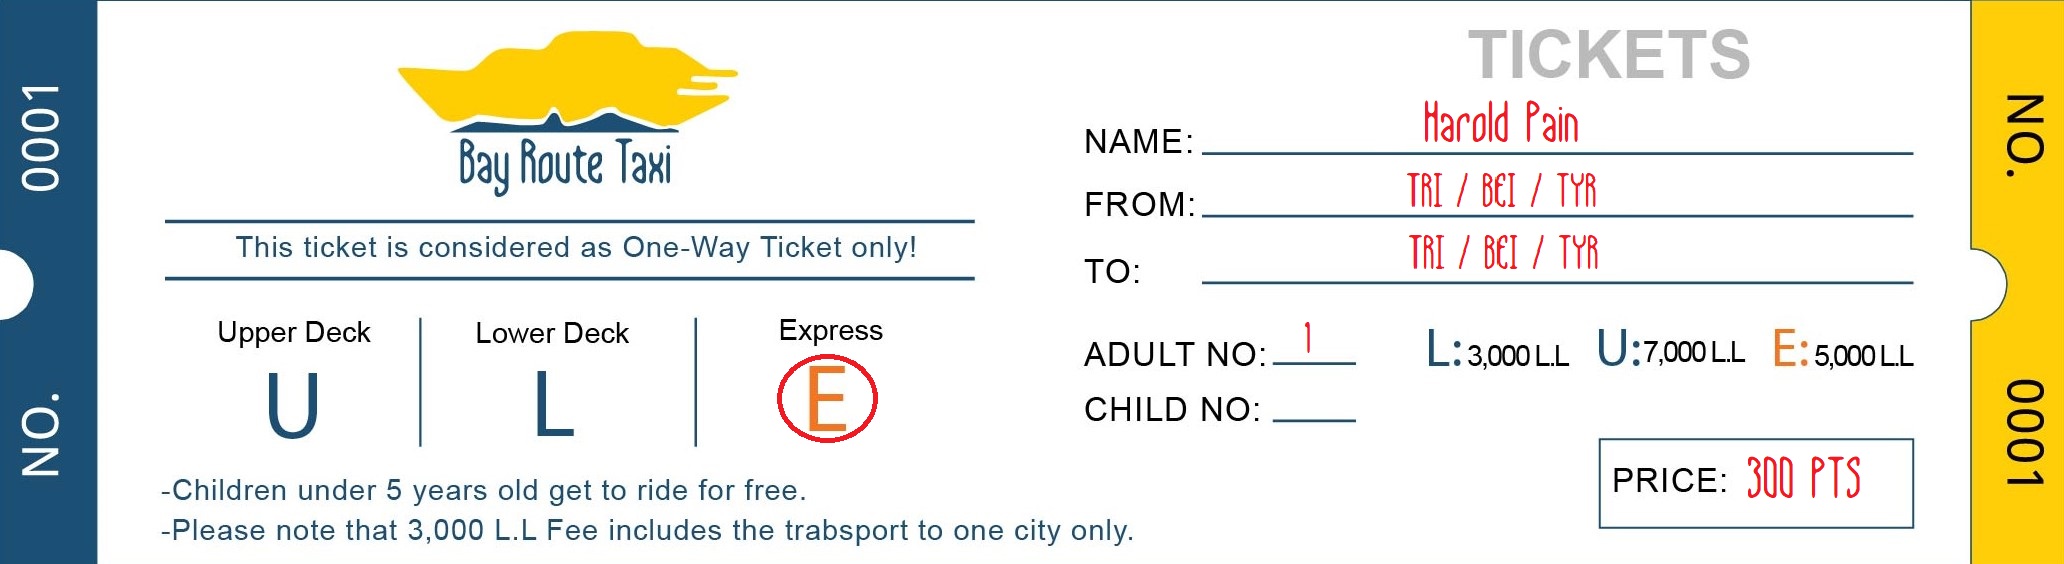 NO. 0001
Bay Route Taxi
This ticket is considered as One-Way Ticket only!
Upper Deck Lower Deck Express
U L E
-Children under 5 years old get to ride for free.
-Please note that 3,000 L.L Fee includes the trabsport to one city only.
TICKETS
NAME: Harold Pain
FROM: TRI / BEI / TYR
TO: TRI / BEI / TYR
ADULT NO: 1 L: 3,000 L.L U: 7,000 L.L E: 5,000 L.L
CHILD NO:
PRICE: 300 PTS
NO. 0001